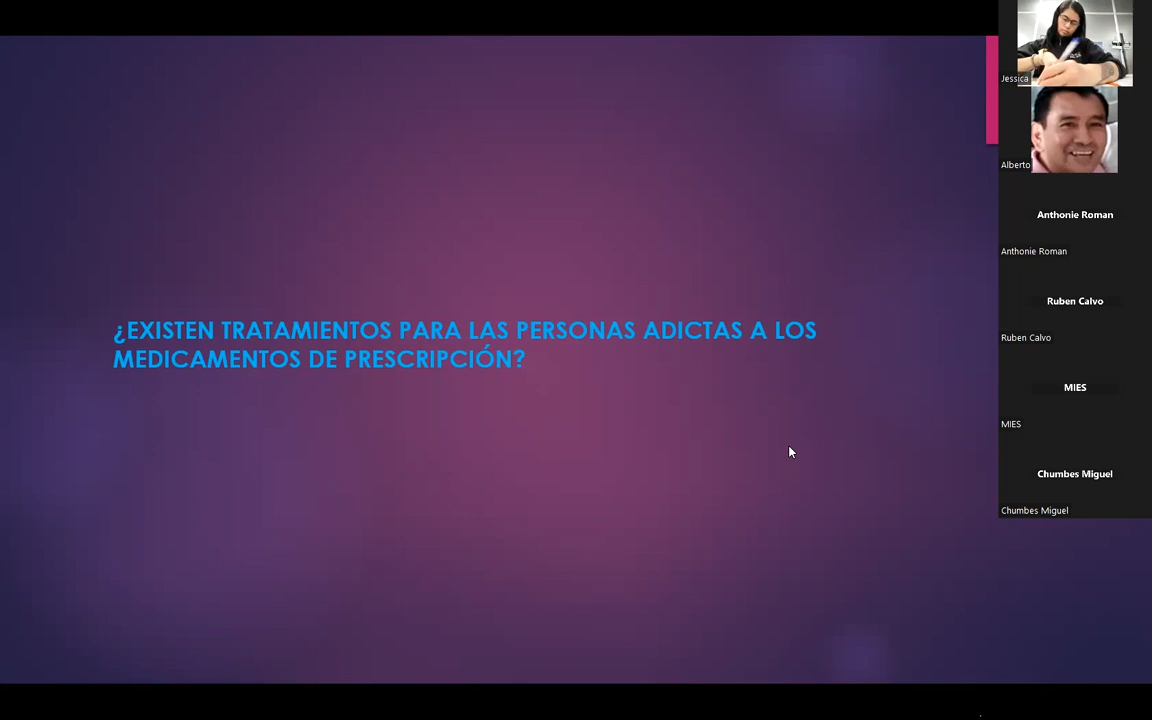 ¿EXISTEN TRATAMIENTOS PARA LAS PERSONAS ADICTAS A LOS
MEDICAMENTOS DE PRESCRIPCIÓN?
Jessica
Alberto
Anthonie Roman
Anthonie Roman
Ruben Calvo
Ruben Calvo
MIES
MIES
Chumbes Miguel
Chumbes Miguel